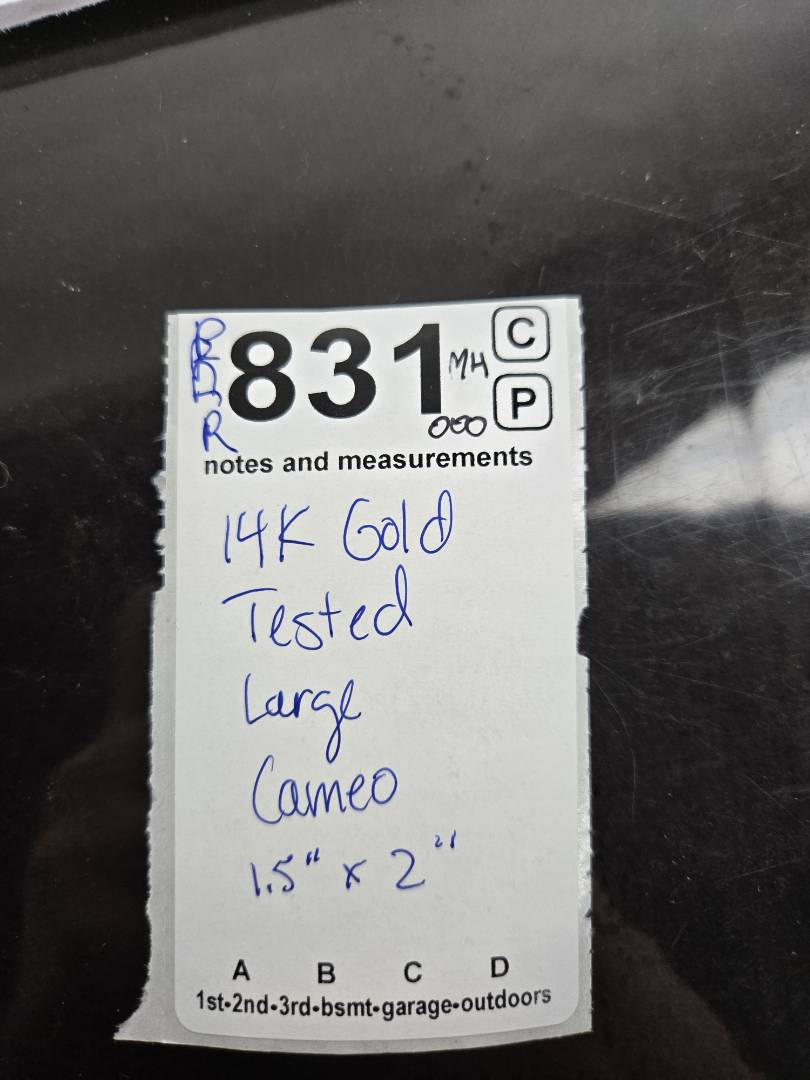 831 MH C
P
R 000
notes and measurements
14K Gold
Tested
Large
Cameo
1.5" x 2"
A B C D
1st-2nd-3rd-bsmt-garage-outdoors